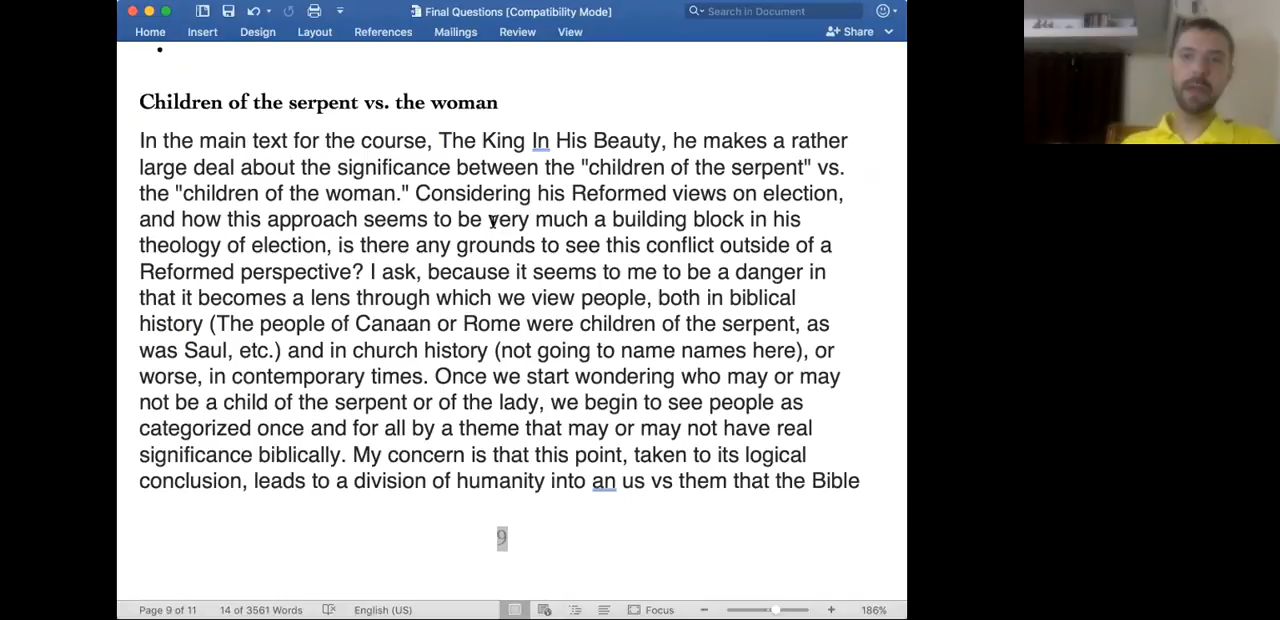 Final Questions [Compatibility Mode]
Search in Document
Home Insert Design Layout References Mailings Review View Share
Children of the serpent vs. the woman
In the main text for the course, The King In His Beauty, he makes a rather
large deal about the significance between the "children of the serpent" vs.
the "children of the woman." Considering his Reformed views on election,
and how this approach seems to be very much a building block in his
theology of election, is there any grounds to see this conflict outside of a
Reformed perspective? I ask, because it seems to me to be a danger in
that it becomes a lens through which we view people, both in biblical
history (The people of Canaan or Rome were children of the serpent, as
was Saul, etc.) and in church history (not going to name names here), or
worse, in contemporary times. Once we start wondering who may or may
not be a child of the serpent or of the lady, we begin to see people as
categorized once and for all by a theme that may or may not have real
significance biblically. My concern is that this point, taken to its logical
conclusion, leads to a division of humanity into an us vs them that the Bible
9
Page 9 of 11 14 of 3561 Words English (US) Focus 186%